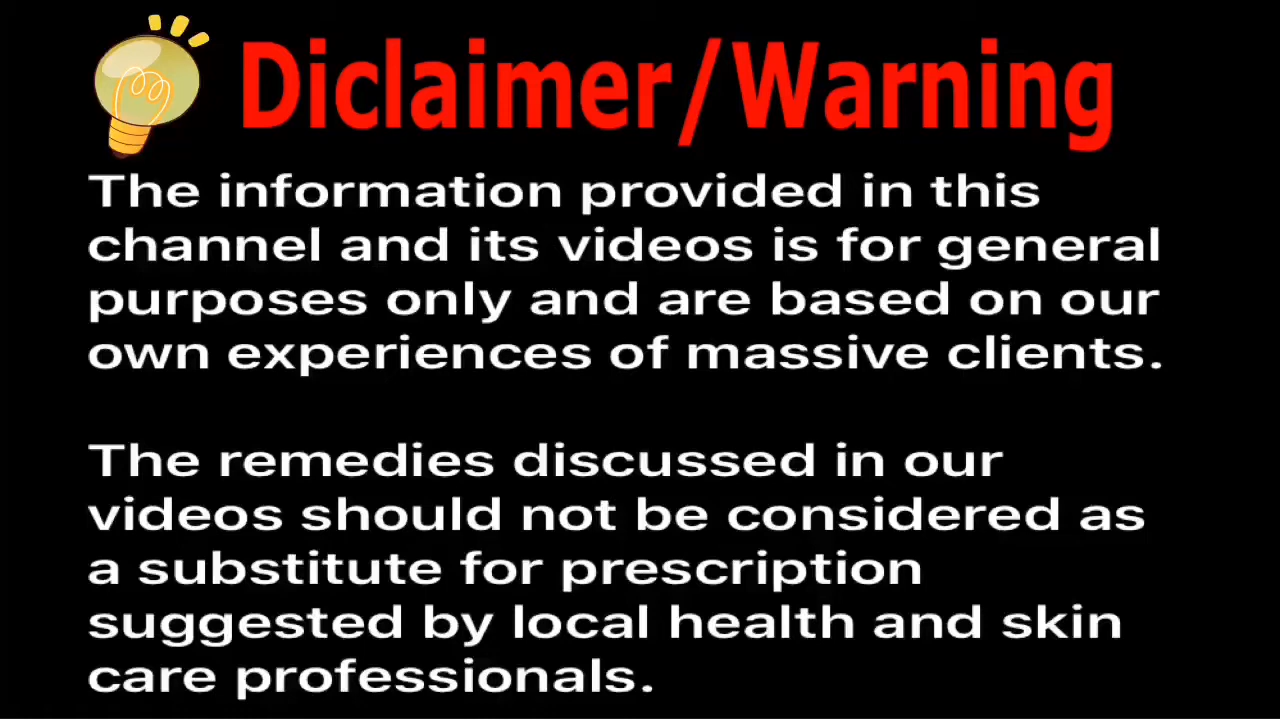 Diclaimer/Warning
The information provided in this
channel and its videos is for general
purposes only and are based on our
own experiences of massive clients.
The remedies discussed in our
videos should not be considered as
a substitute for prescription
suggested by local health and skin
care professionals.